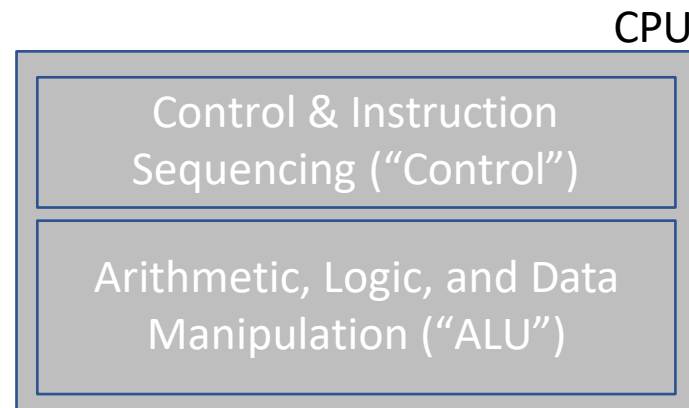 CPU
Control & Instruction
Sequencing (“Control”)
Arithmetic, Logic, and Data
Manipulation (“ALU”)